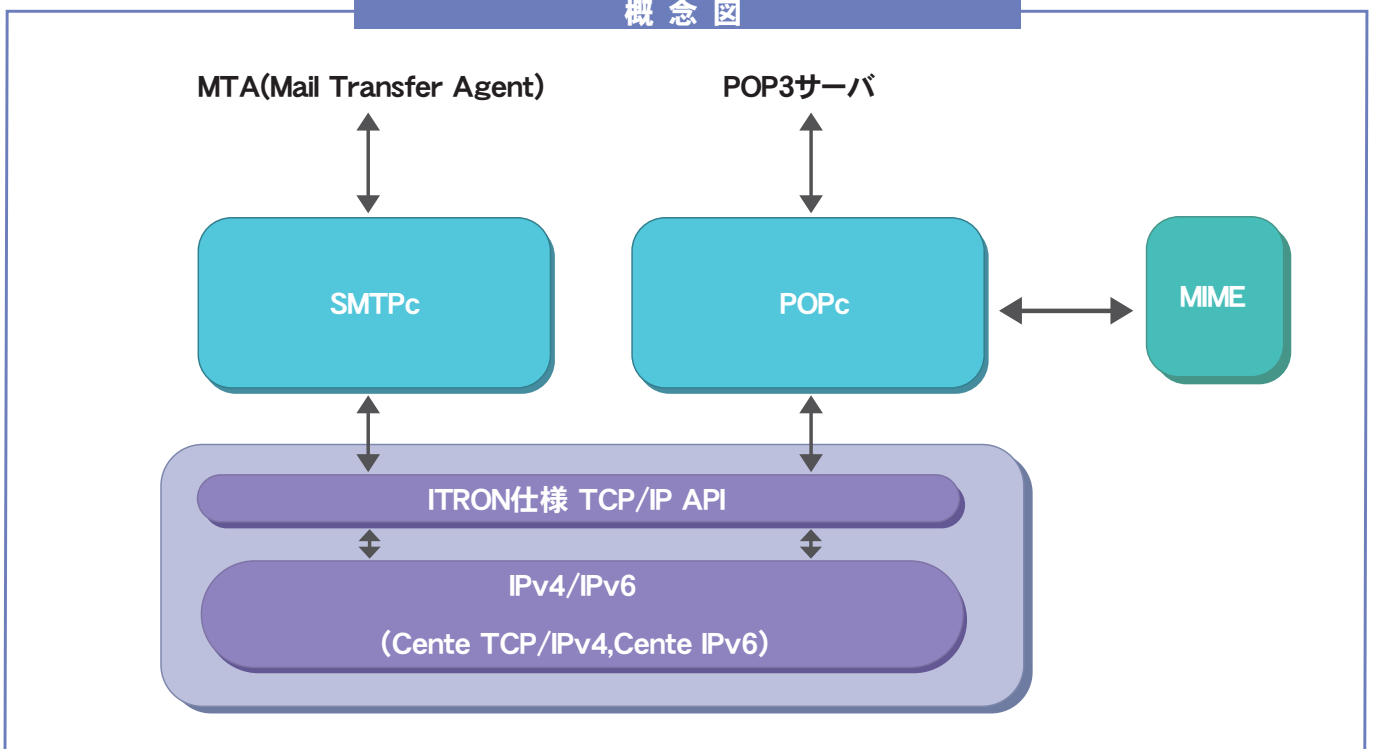 概念図
MTA(Mail Transfer Agent)
POP3サーバ
SMTPc
POPc
MIME
ITRON仕様 TCP/IP API
IPv4/IPv6
(Cente TCP/IPv4,Cente IPv6)